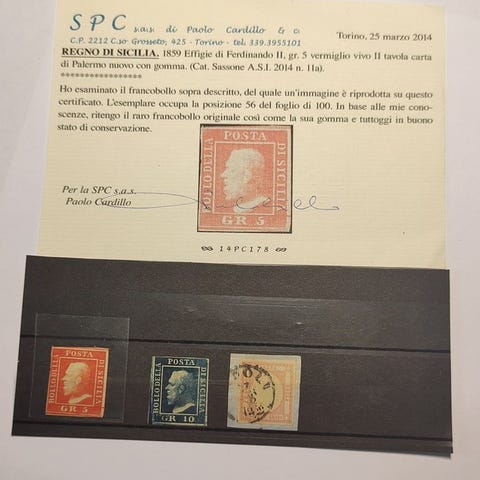 SPC s.a.s. di Paolo Cardillo & C.
C.P. 2212 C.so Grosseto, 425 - Torino - tel. 339.3955101
Torino, 25 marzo 2014
REGNO DI SICILIA. 1859 Effigie di Ferdinando II, gr. 5 vermiglio vivo II tavola carta
di Palermo nuovo con gomma. (Cat. Sassone A.S.I. 2014 n. 11a).
*****************
Ho esaminato il francobollo sopra descritto, del quale un'immagine è riprodotta su questo
certificato. L'esemplare occupa la posizione 56 del foglio di 100. In base alle mie cono-
scenze, ritengo il raro francobollo originale così come la sua gomma e tuttoggi in buono
stato di conservazione.
POSTA
BOLLO DELLA
DI SICILIA
GR 5
Per la SPC s.a.s.
Paolo Cardillo
14PC178
POSTA
BOLLO DELLA
DI SICILIA
GR 5
POSTA
BOLLO DELLA
DI SICILIA
GR 10